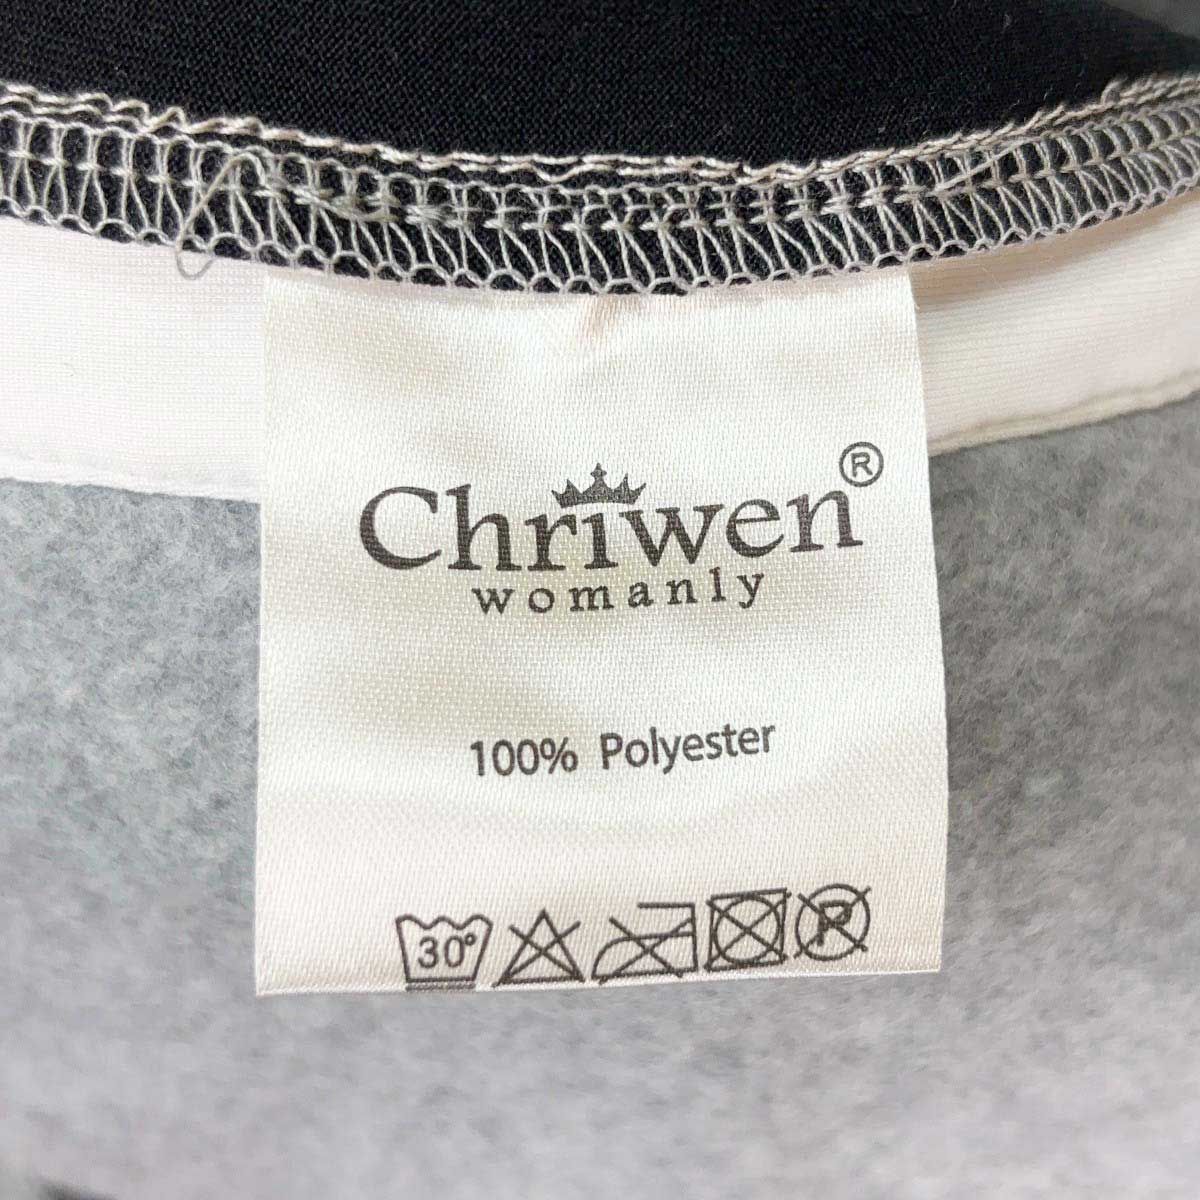 Chriwen®
womanly
100% Polyester
30° P